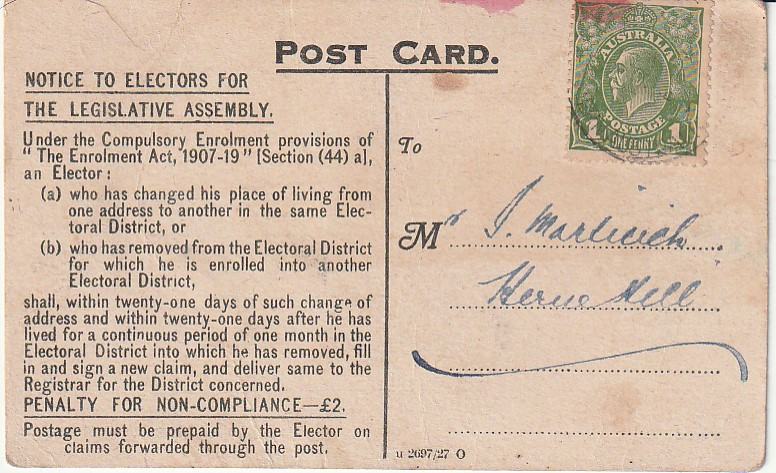 POST CARD.
NOTICE TO ELECTORS FOR
THE LEGISLATIVE ASSEMBLY.
Under the Compulsory Enrolment provisions of
"The Enrolment Act, 1907-19" [Section (44) a],
an Elector:
(a) who has changed his place of living from
one address to another in the same Elec-
toral District, or
(b) who has removed from the Electoral District
for which he is enrolled into another
Electoral District,
shall, within twenty-one days of such change of
address and within twenty-one days after he has
lived for a continuous period of one month in the
Electoral District into which he has removed, fill
in and sign a new claim, and deliver same to the
Registrar for the District concerned.
PENALTY FOR NON-COMPLIANCE—£2.
Postage must be prepaid by the Elector on
claims forwarded through the post.
AUSTRALIA
POSTAGE
1 1
ONE PENNY
To
Mr
Herne Hill
u 2697/27 O